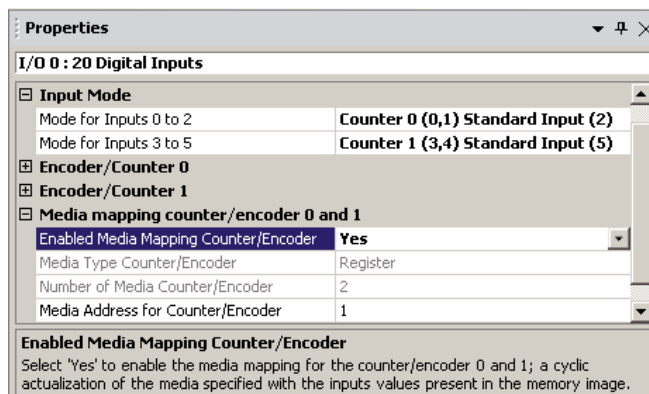 Properties
I/O 0 : 20 Digital Inputs
Input Mode
Mode for Inputs 0 to 2 Counter 0 (0,1) Standard Input (2)
Mode for Inputs 3 to 5 Counter 1 (3,4) Standard Input (5)
Encoder/Counter 0
Encoder/Counter 1
Media mapping counter/encoder 0 and 1
Enabled Media Mapping Counter/Encoder Yes
Media Type Counter/Encoder Register
Number of Media Counter/Encoder 2
Media Address for Counter/Encoder 1
Enabled Media Mapping Counter/Encoder
Select 'Yes' to enable the media mapping for the counter/encoder 0 and 1; a cyclic
actualization of the media specified with the inputs values present in the memory image.